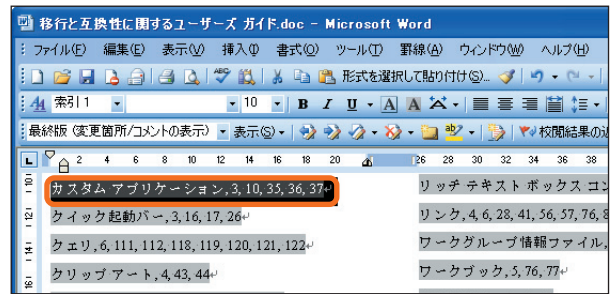 移行と互換性に関するユーザーズ ガイド.doc - Microsoft Word
ファイル(F) 編集(E) 表示(V) 挿入(I) 書式(O) ツール(T) 罫線(A) ウィンドウ(W) ヘルプ(H)
形式を選択して貼り付け(S)...
索引 1 10 B I U A A
最終版 (変更箇所/コメントの表示) 表示(S) 校閲結果の
2 4 6 8 10 12 14 16 18 20 26 28 30 32 34 36 38
カスタム アプリケーション, 3, 10, 35, 36, 37
クイック起動バー, 3, 16, 17, 26
クエリ, 6, 111, 112, 118, 119, 120, 121, 122
クリップ アート, 4, 43, 44
リッチ テキスト ボックス コン
リンク, 4, 6, 28, 41, 56, 57, 76, 8
ワークグループ情報ファイル,
ワークブック, 5, 76, 77